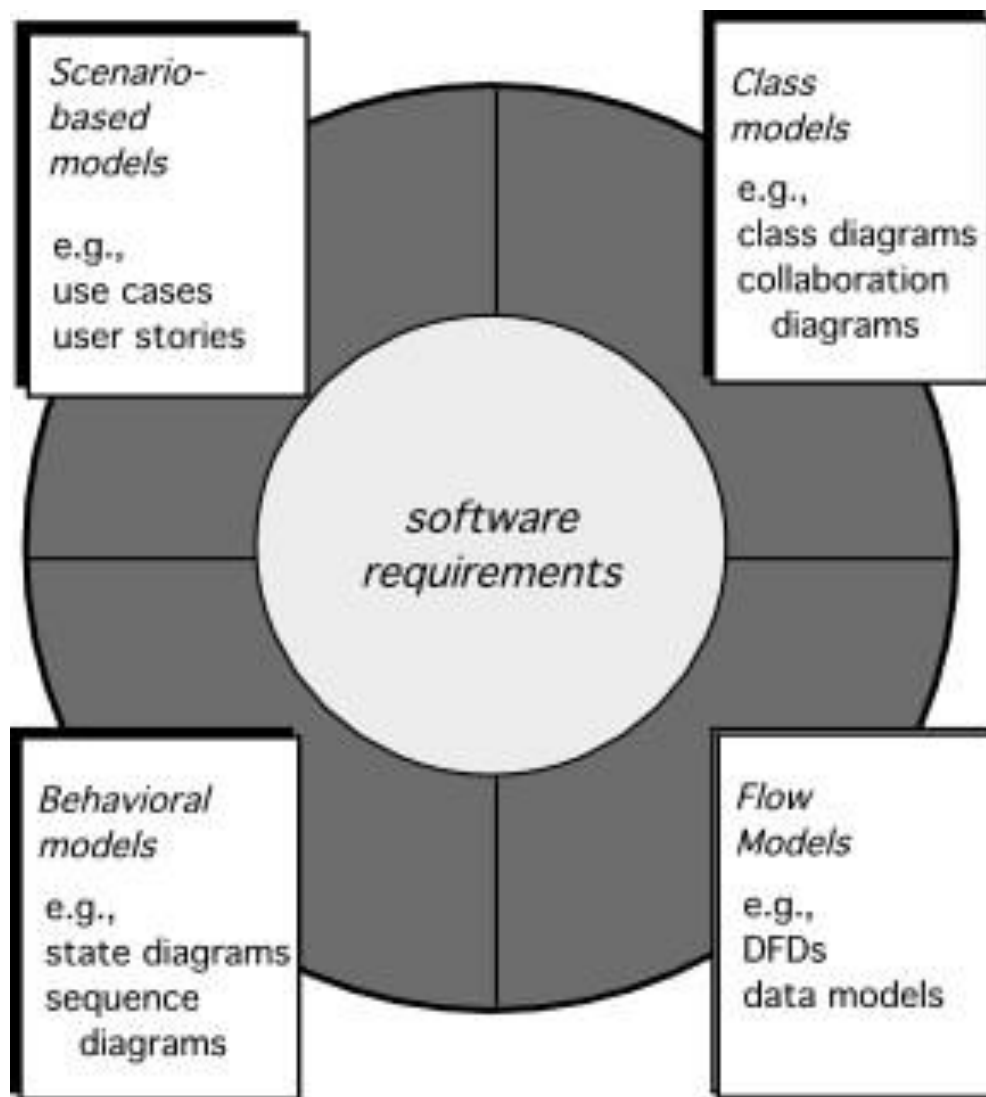 Scenario-
based
models
e.g.,
use cases
user stories
Class
models
e.g.,
class diagrams
collaboration
diagrams
software
requirements
Behavioral
models
e.g.,
state diagrams
sequence
diagrams
Flow
Models
e.g.,
DFDs
data models